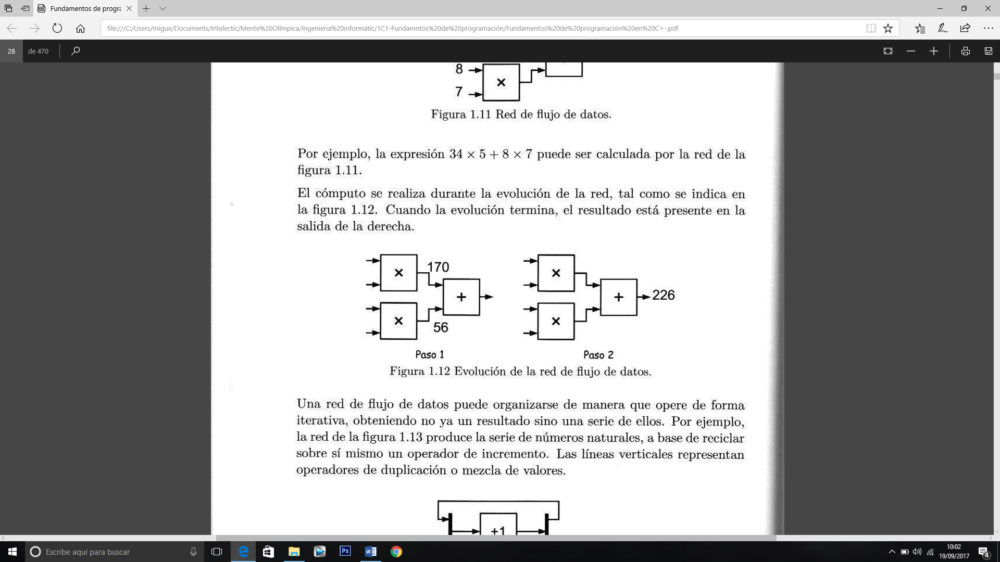 Fundamentos de progra
file:///C:/Users/migue/Documents/Intelectic/Mente%20Olímpica/Ingenieria%20informatic/1C1-Fundamntos%20de%20programación/Fundamentos%20de%20programación%20en%20C+-.pdf
28 de 470
8
×
7
Figura 1.11 Red de flujo de datos.
Por ejemplo, la expresión 34 × 5 + 8 × 7 puede ser calculada por la red de la
figura 1.11.
El cómputo se realiza durante la evolución de la red, tal como se indica en
la figura 1.12. Cuando la evolución termina, el resultado está presente en la
salida de la derecha.
× 170
+
× 56
Paso 1
×
+ 226
×
Paso 2
Figura 1.12 Evolución de la red de flujo de datos.
Una red de flujo de datos puede organizarse de manera que opere de forma
iterativa, obteniendo no ya un resultado sino una serie de ellos. Por ejemplo,
la red de la figura 1.13 produce la serie de números naturales, a base de reciclar
sobre sí mismo un operador de incremento. Las líneas verticales representan
operadores de duplicación o mezcla de valores.
+1
Escribe aquí para buscar
Ps
10:02
19/09/2017
4